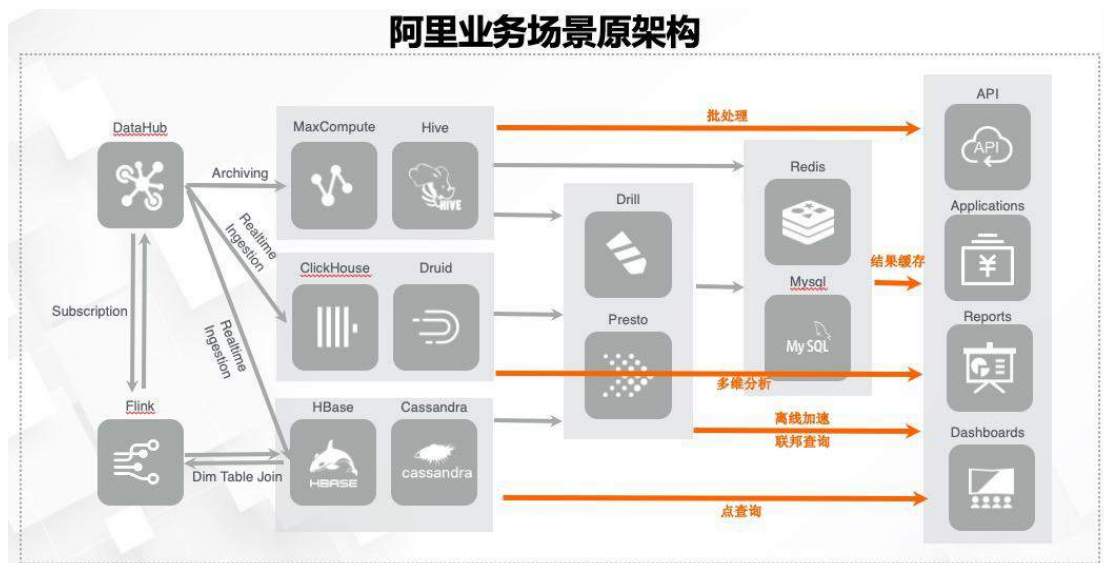 阿里业务场景原架构
DataHub
Archiving
Realtime
Ingestion
Realtime
Ingestion
Subscription
Flink
Dim Table Join
MaxCompute
Hive
HIVE
ClickHouse
Druid
HBase
Cassandra
HBASE
cassandra
Drill
Presto
Redis
Mysql
MySQL
批处理
结果缓存
多维分析
离线加速
联邦查询
点查询
API
API
Applications
¥
Reports
Dashboards